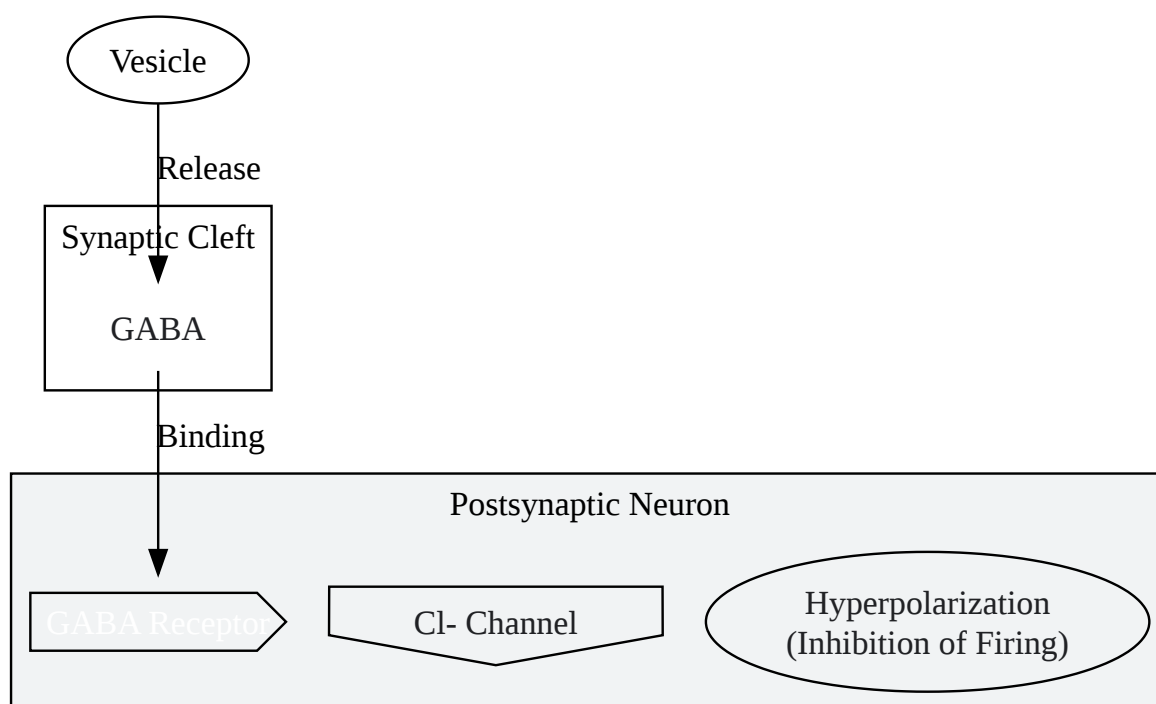 Vesicle
Release
Synaptic Cleft
GABA
Binding
Postsynaptic Neuron
GABA Receptor
Cl- Channel
Hyperpolarization
(Inhibition of Firing)